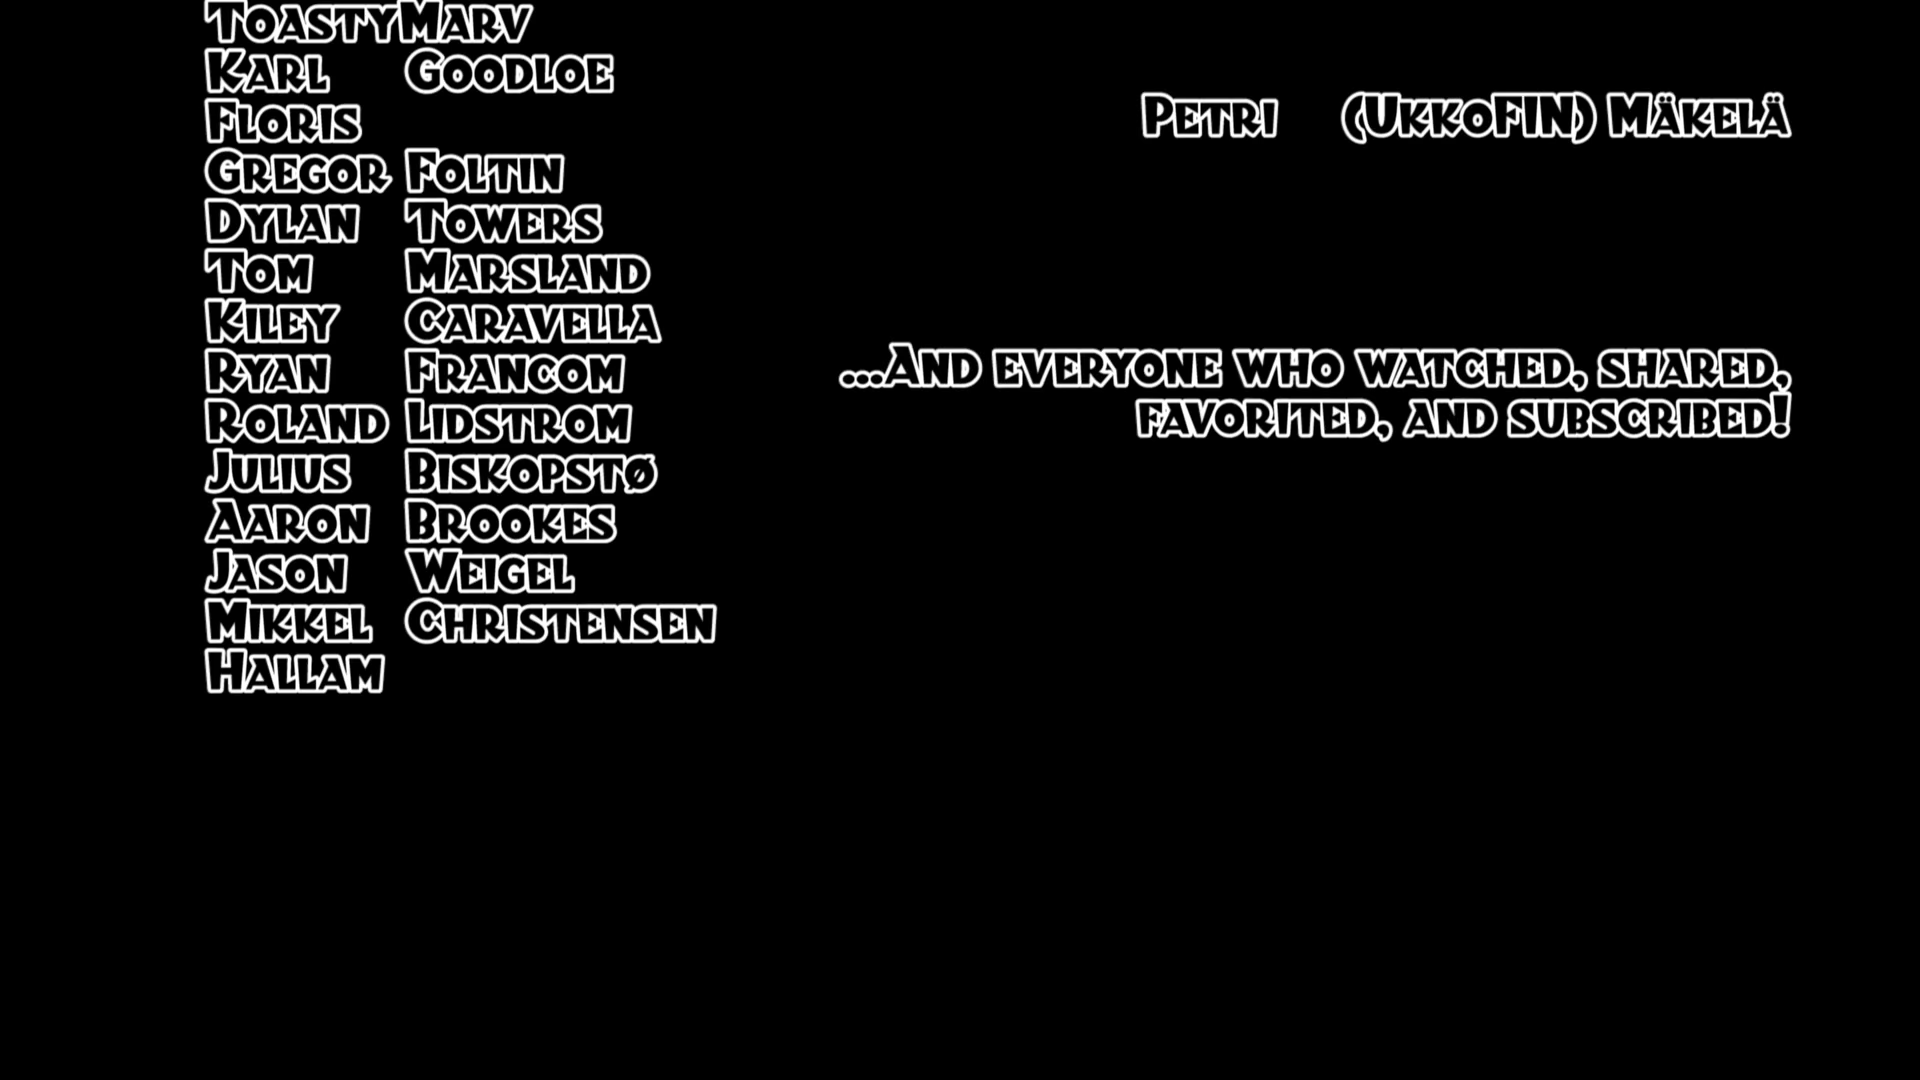 ToastyMarv
Karl Goodloe
Floris
Gregor Foltin
Dylan Towers
Tom Marsland
Kiley Caravella
Ryan Francom
Roland Lidstrom
Julius Biskopstø
Aaron Brookes
Jason Weigel
Mikkel Christensen
Hallam
Petri (UkkoFIN) Mäkelä
...And everyone who watched, shared,
favorited, and subscribed!